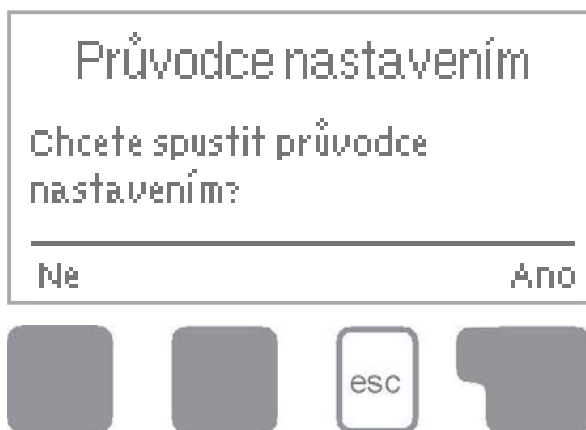 Průvodce nastavením
Chcete spustit průvodce
nastavením?
Ne Ano
esc